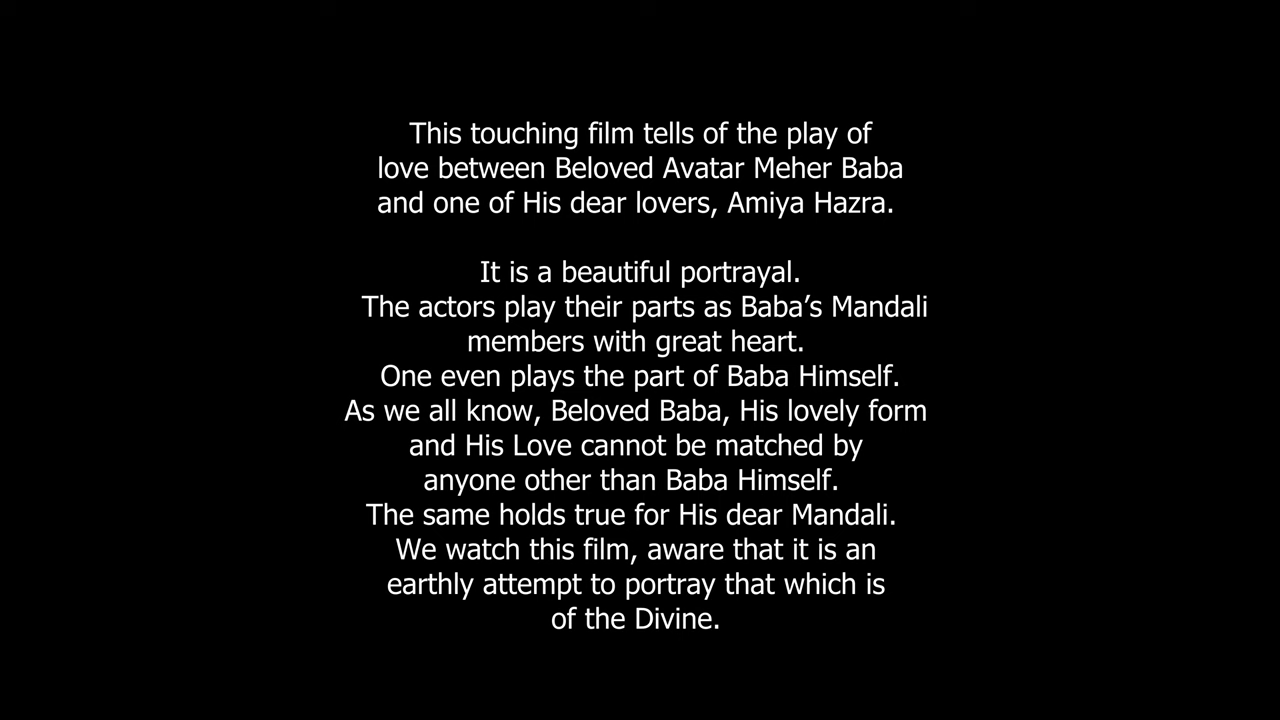 This touching film tells of the play of
love between Beloved Avatar Meher Baba
and one of His dear lovers, Amiya Hazra.
It is a beautiful portrayal.
The actors play their parts as Baba’s Mandali
members with great heart.
One even plays the part of Baba Himself.
As we all know, Beloved Baba, His lovely form
and His Love cannot be matched by
anyone other than Baba Himself.
The same holds true for His dear Mandali.
We watch this film, aware that it is an
earthly attempt to portray that which is
of the Divine.